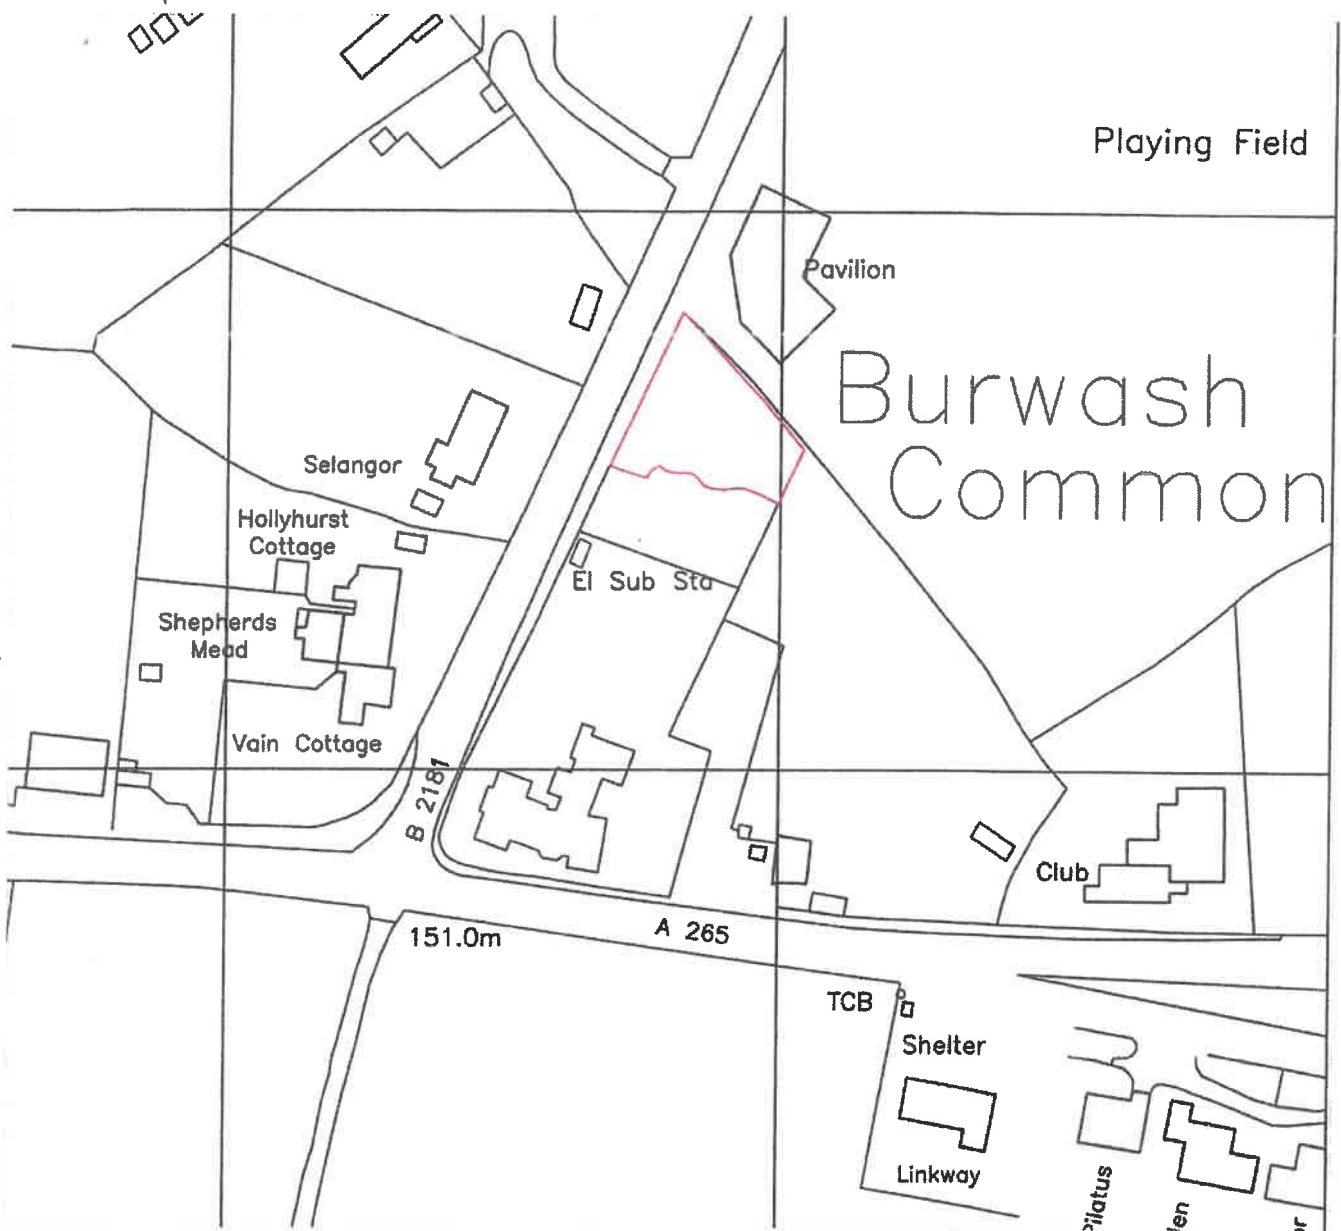 Playing Field
Pavilion
Burwash
Common
Selangor
Hollyhurst
Cottage
El Sub Sta
Shepherds
Mead
Vain Cottage
B 2181
Club
151.0m
A 265
TCB
Shelter
Linkway
Pilatus